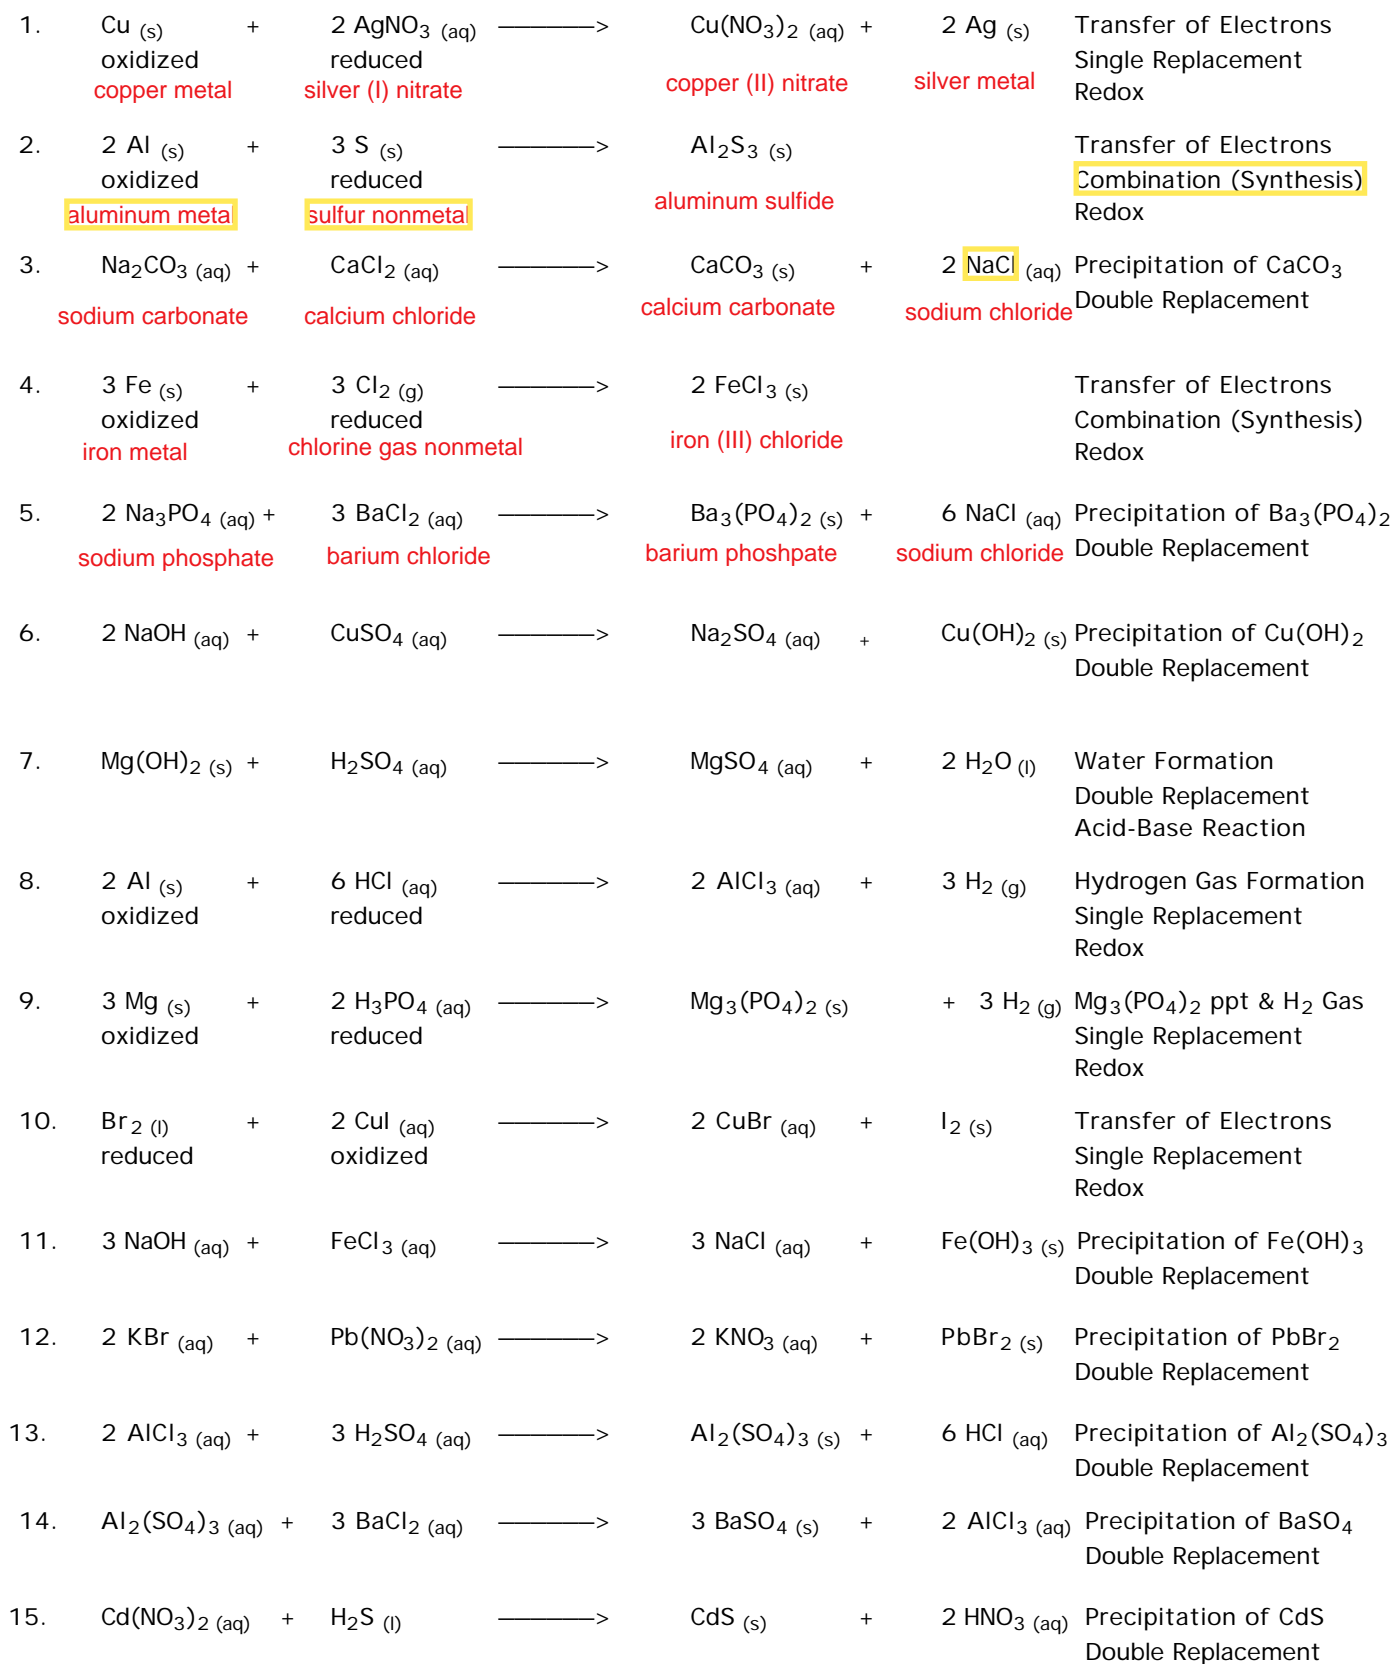 1. Cu (s) + 2 AgNO3 (aq) ———> Cu(NO3)2 (aq) + 2 Ag (s) Transfer of Electrons
oxidized reduced Single Replacement
copper metal silver (I) nitrate copper (II) nitrate silver metal Redox
2. 2 Al (s) + 3 S (s) ———> Al2S3 (s) Transfer of Electrons
oxidized reduced Combination (Synthesis)
aluminum metal sulfur nonmetal aluminum sulfide Redox
3. Na2CO3 (aq) + CaCl2 (aq) ———> CaCO3 (s) + 2 NaCl (aq) Precipitation of CaCO3
sodium carbonate calcium chloride calcium carbonate sodium chloride Double Replacement
4. 3 Fe (s) + 3 Cl2 (g) ———> 2 FeCl3 (s) Transfer of Electrons
oxidized reduced Combination (Synthesis)
iron metal chlorine gas nonmetal iron (III) chloride Redox
5. 2 Na3PO4 (aq) + 3 BaCl2 (aq) ———> Ba3(PO4)2 (s) + 6 NaCl (aq) Precipitation of Ba3(PO4)2
sodium phosphate barium chloride barium phoshpate sodium chloride Double Replacement
6. 2 NaOH (aq) + CuSO4 (aq) ———> Na2SO4 (aq) + Cu(OH)2 (s) Precipitation of Cu(OH)2
Double Replacement
7. Mg(OH)2 (s) + H2SO4 (aq) ———> MgSO4 (aq) + 2 H2O (l) Water Formation
Double Replacement
Acid-Base Reaction
8. 2 Al (s) + 6 HCl (aq) ———> 2 AlCl3 (aq) + 3 H2 (g) Hydrogen Gas Formation
oxidized reduced Single Replacement
Redox
9. 3 Mg (s) + 2 H3PO4 (aq) ———> Mg3(PO4)2 (s) + 3 H2 (g) Mg3(PO4)2 ppt & H2 Gas
oxidized reduced Single Replacement
Redox
10. Br2 (l) + 2 CuI (aq) ———> 2 CuBr (aq) + I2 (s) Transfer of Electrons
reduced oxidized Single Replacement
Redox
11. 3 NaOH (aq) + FeCl3 (aq) ———> 3 NaCl (aq) + Fe(OH)3 (s) Precipitation of Fe(OH)3
Double Replacement
12. 2 KBr (aq) + Pb(NO3)2 (aq) ———> 2 KNO3 (aq) + PbBr2 (s) Precipitation of PbBr2
Double Replacement
13. 2 AlCl3 (aq) + 3 H2SO4 (aq) ———> Al2(SO4)3 (s) + 6 HCl (aq) Precipitation of Al2(SO4)3
Double Replacement
14. Al2(SO4)3 (aq) + 3 BaCl2 (aq) ———> 3 BaSO4 (s) + 2 AlCl3 (aq) Precipitation of BaSO4
Double Replacement
15. Cd(NO3)2 (aq) + H2S (l) ———> CdS (s) + 2 HNO3 (aq) Precipitation of CdS
Double Replacement